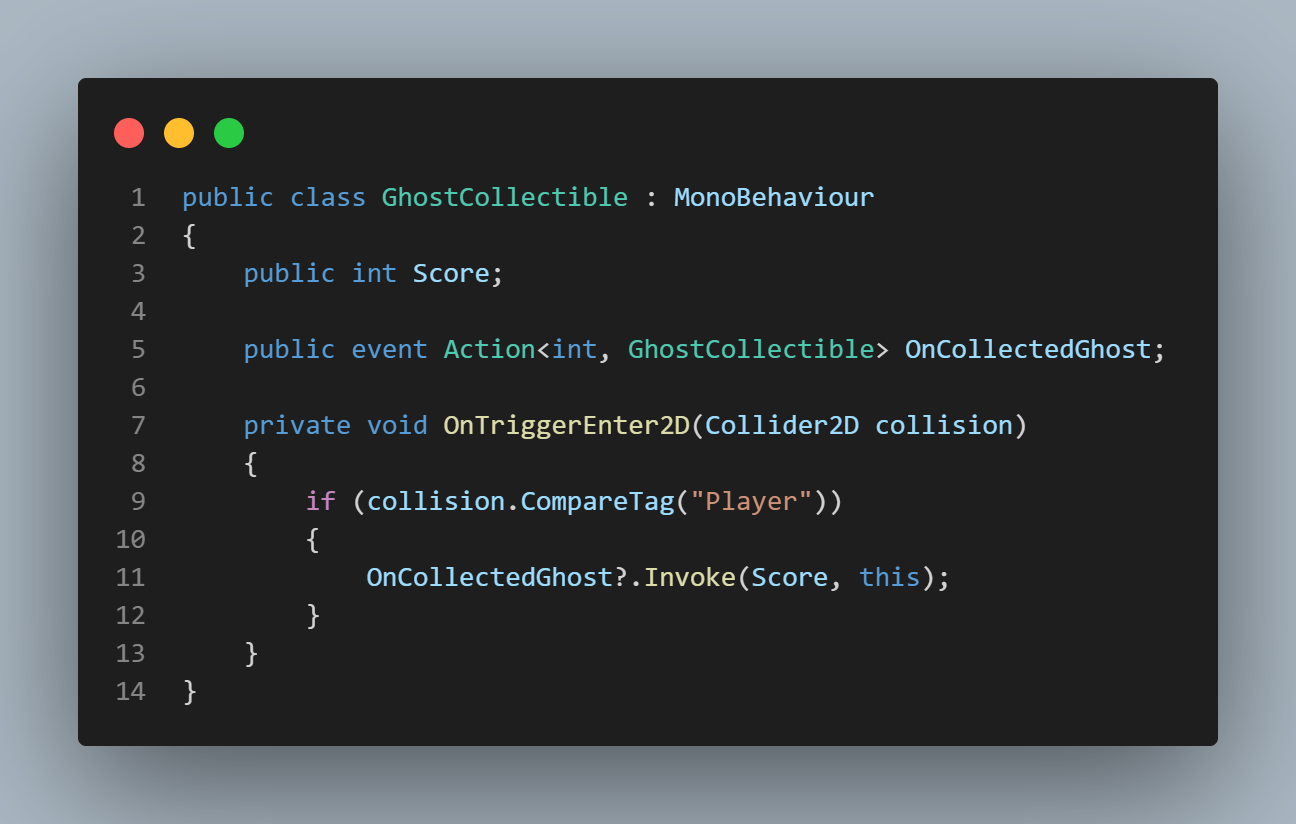 1 public class GhostCollectible : MonoBehaviour
2 {
3     public int Score;
4
5     public event Action<int, GhostCollectible> OnCollectedGhost;
6
7     private void OnTriggerEnter2D(Collider2D collision)
8     {
9         if (collision.CompareTag("Player"))
10         {
11             OnCollectedGhost?.Invoke(Score, this);
12         }
13     }
14 }